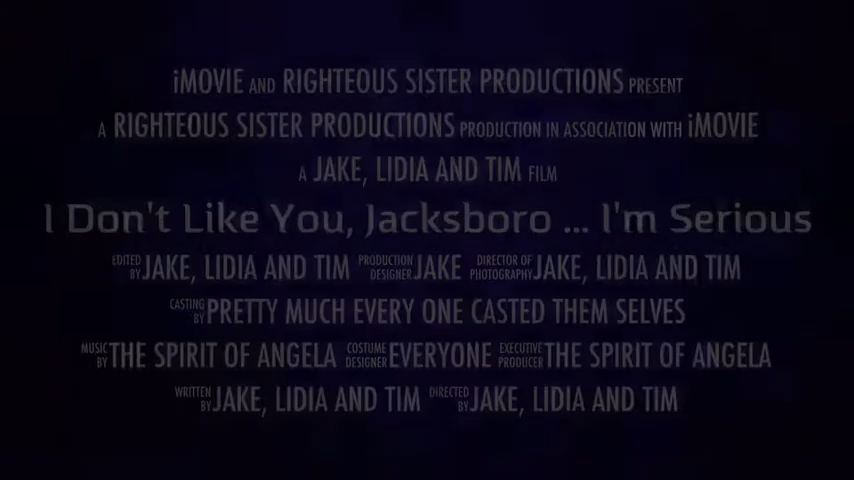 iMOVIE AND RIGHTEOUS SISTER PRODUCTIONS PRESENT
A RIGHTEOUS SISTER PRODUCTIONS PRODUCTION IN ASSOCIATION WITH iMOVIE
A JAKE, LIDIA AND TIM FILM
I Don't Like You, Jacksboro ... I'm Serious
EDITED BY JAKE, LIDIA AND TIM PRODUCTION DESIGNER JAKE DIRECTOR OF PHOTOGRAPHY JAKE, LIDIA AND TIM
CASTING BY PRETTY MUCH EVERY ONE CASTED THEM SELVES
MUSIC BY THE SPIRIT OF ANGELA COSTUME DESIGNER EVERYONE EXECUTIVE PRODUCER THE SPIRIT OF ANGELA
WRITTEN BY JAKE, LIDIA AND TIM DIRECTED BY JAKE, LIDIA AND TIM